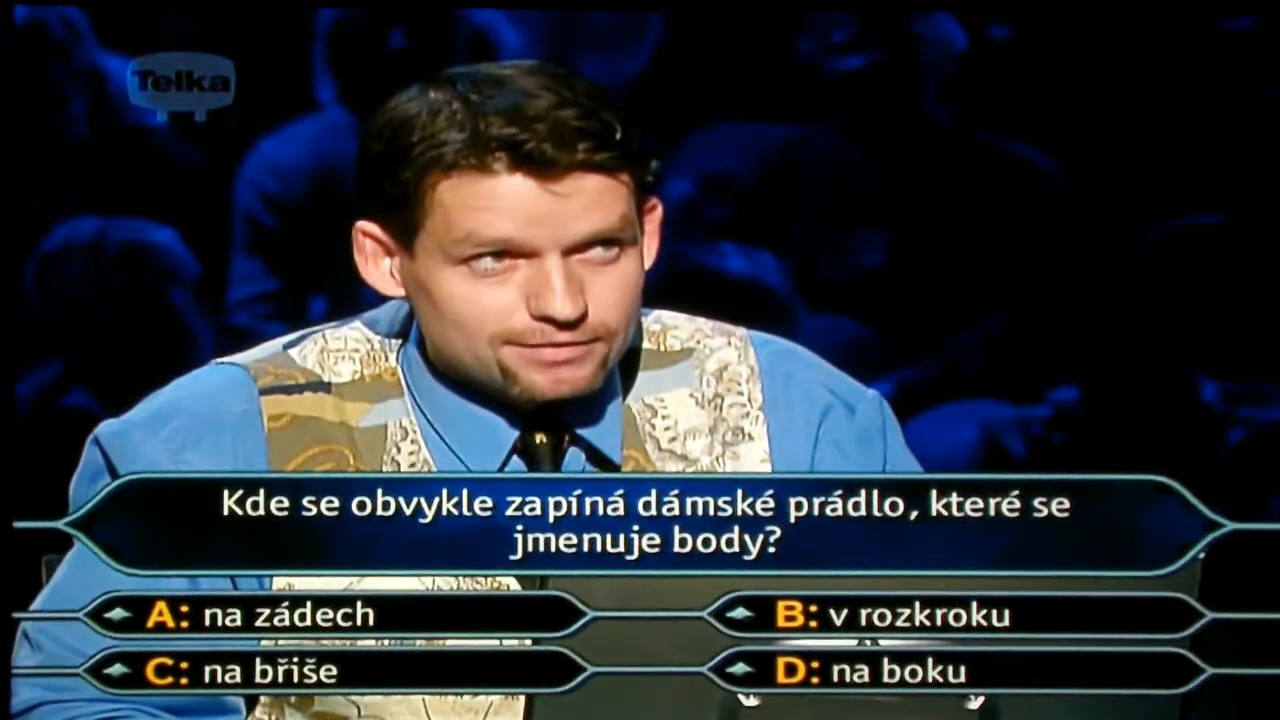 Telka
Kde se obvykle zapíná dámské prádlo, které se
jmenuje body?
A: na zádech
B: v rozkroku
C: na břiše
D: na boku